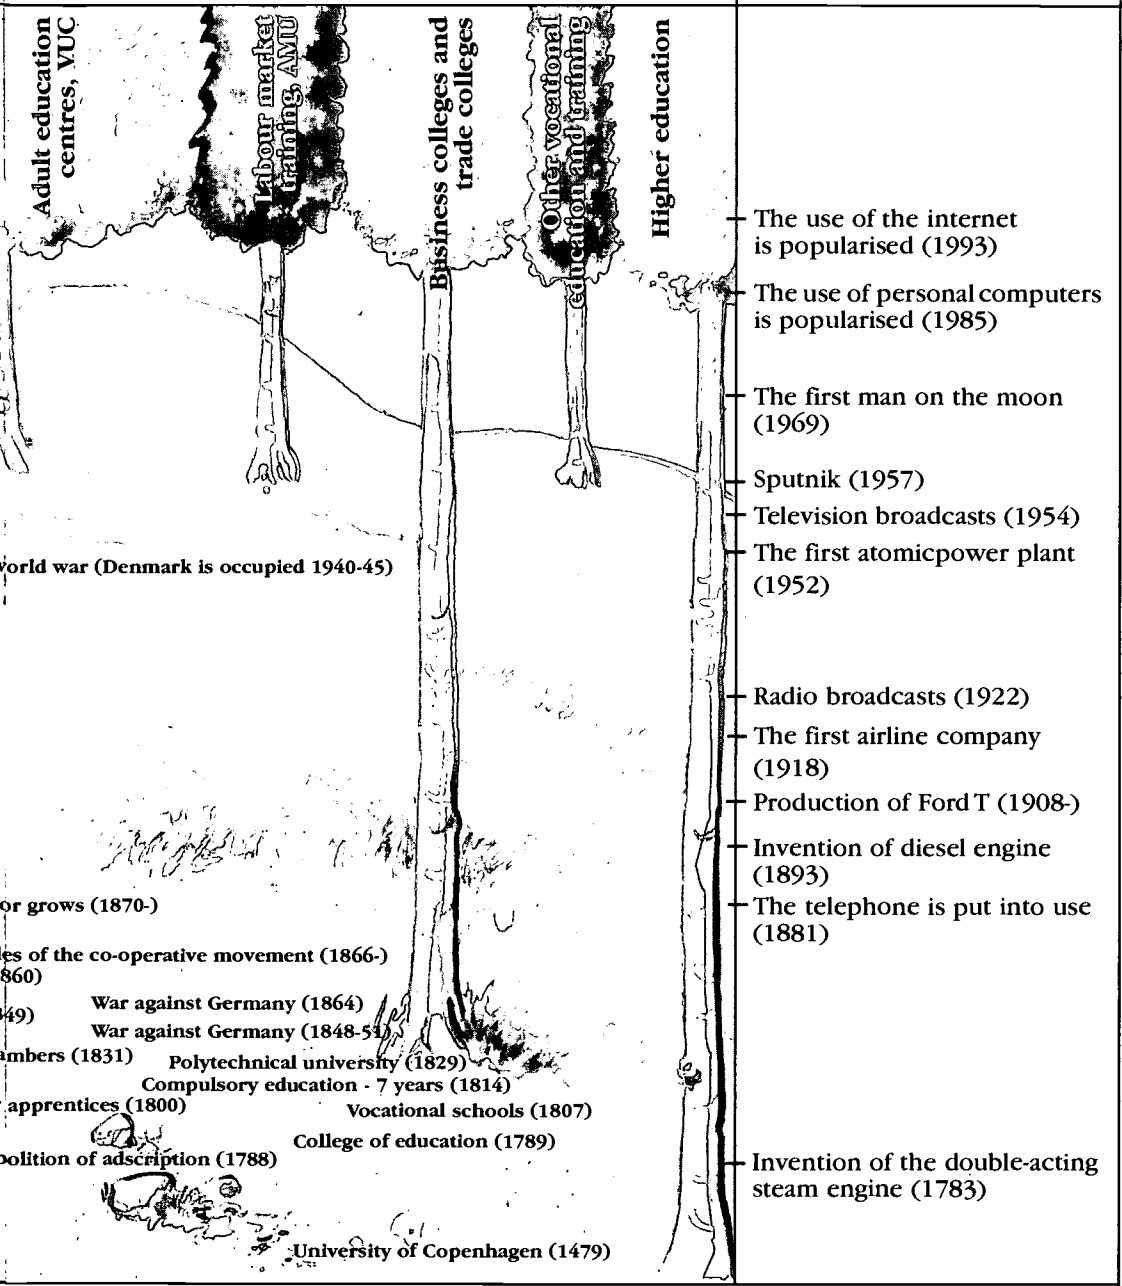 Adult education
centres, VUC
Labour market
training, AMU
Business colleges and
trade colleges
Other vocational
education and training
Higher education
The use of the internet
is popularised (1993)
The use of personal computers
is popularised (1985)
The first man on the moon
(1969)
Sputnik (1957)
Television broadcasts (1954)
The first atomicpower plant
(1952)
world war (Denmark is occupied 1940-45)
Radio broadcasts (1922)
The first airline company
(1918)
Production of Ford T (1908-)
Invention of diesel engine
(1893)
or grows (1870-)
The telephone is put into use
(1881)
les of the co-operative movement (1866-)
860)
War against Germany (1864)
49)
War against Germany (1848-51)
ambers (1831)
Polytechnical university (1829)
Compulsory education - 7 years (1814)
apprentices (1800)
Vocational schools (1807)
College of education (1789)
bolition of adscription (1788)
Invention of the double-acting
steam engine (1783)
University of Copenhagen (1479)